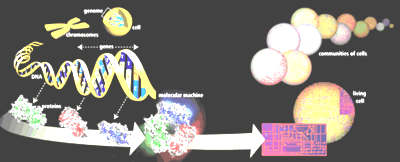 genome
cell
chromosomes
genes
communities of cells
DNA
living
cell
proteins
molecular machine